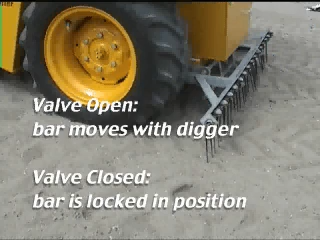 Valve Open:
bar moves with digger
Valve Closed:
bar is locked in position